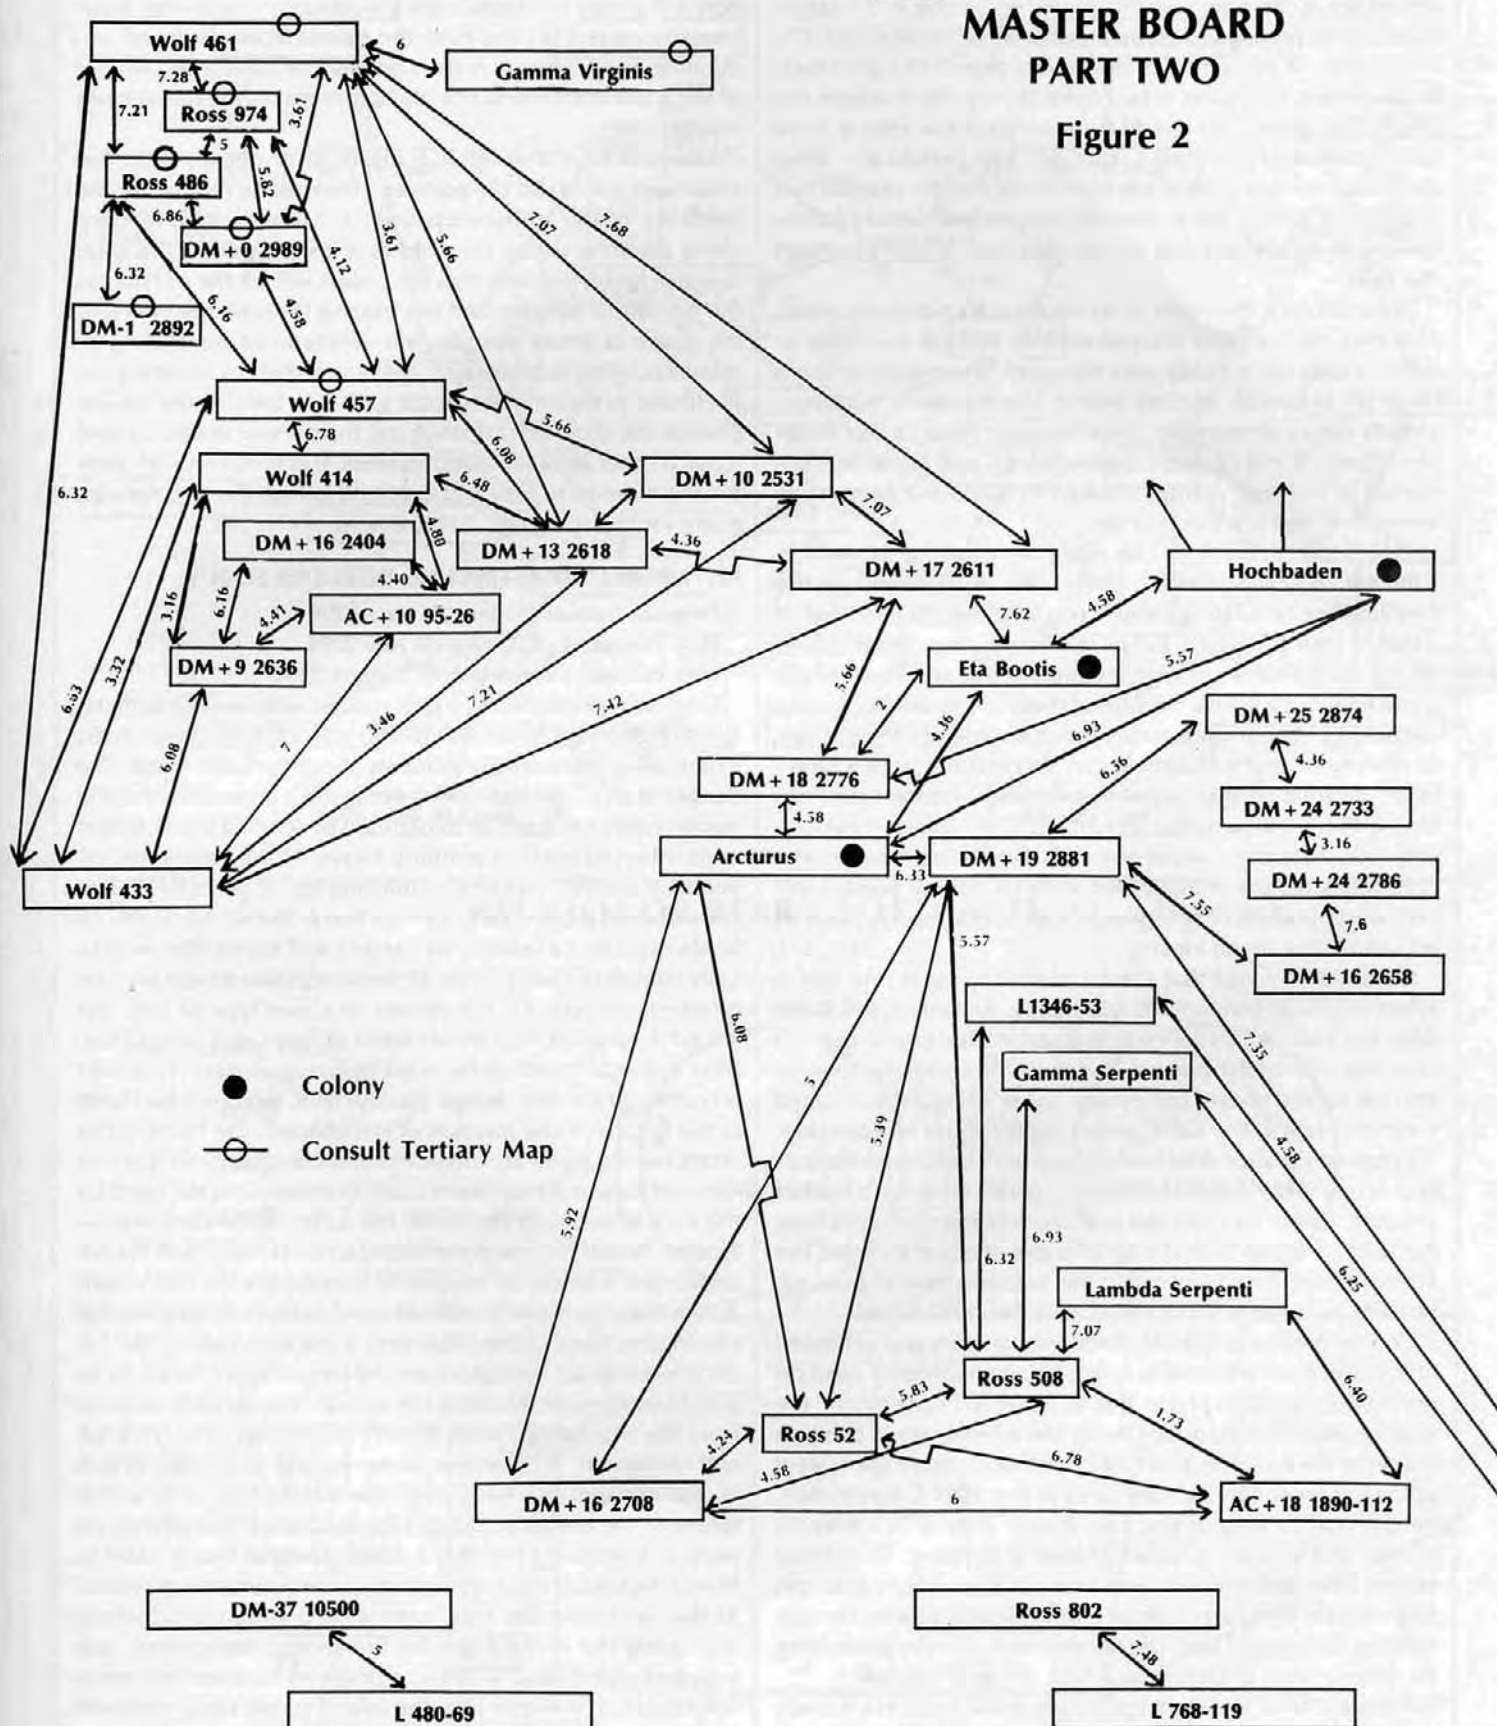 MASTER BOARD
PART TWO
Figure 2
Wolf 461
6
Gamma Virginis
7.28
7.21
Ross 974
3.61
5
Ross 486
5.82
6.86
DM + 0 2989
6.32
6.16
4.58
4.12
3.61
5.66
7.07
7.68
DM-1 2892
Wolf 457
6.78
5.66
6.08
Wolf 414
6.48
DM + 10 2531
6.32
4.80
7.07
DM + 16 2404
DM + 13 2618
4.36
DM + 17 2611
Hochbaden
4.40
3.16
6.16
4.41
AC + 10 95-26
7.62
4.58
DM + 9 2636
Eta Bootis
5.57
6.63
3.32
7.21
3.46
7
7.42
5.66
2
4.36
6.93
DM + 25 2874
6.08
6.36
4.36
DM + 18 2776
4.58
DM + 24 2733
3.16
Arcturus
6.33
DM + 19 2881
DM + 24 2786
Wolf 433
7.55
7.6
5.57
DM + 16 2658
L1346-53
6.08
7.35
Gamma Serpenti
Colony
5
5.39
4.58
Consult Tertiary Map
5.92
6.93
6.32
6.25
Lambda Serpenti
7.07
Ross 508
5.83
1.73
6.40
Ross 52
4.24
6.78
4.58
6
DM + 16 2708
AC + 18 1890-112
DM-37 10500
Ross 802
5
7.48
L 480-69
L 768-119